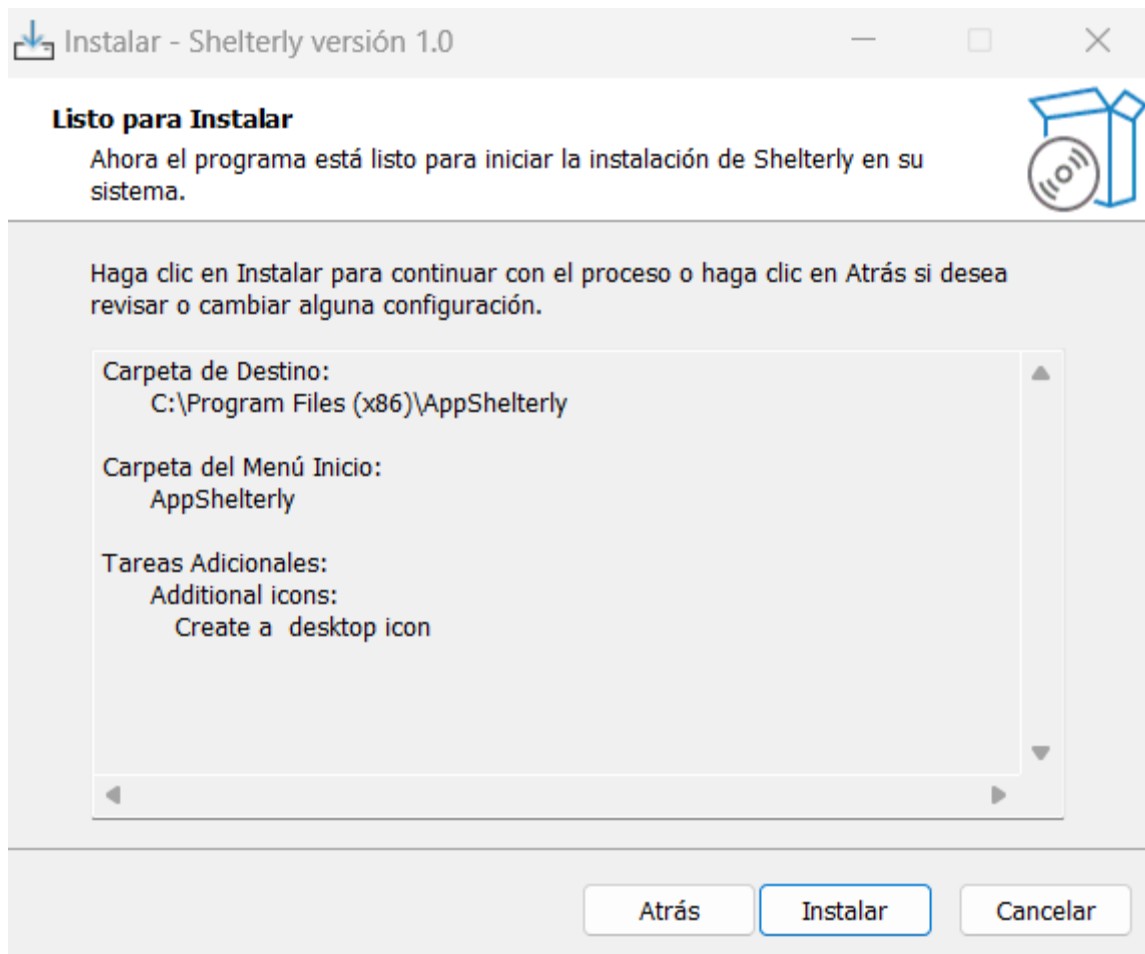 Instalar - Shelterly versión 1.0
Listo para Instalar
Ahora el programa está listo para iniciar la instalación de Shelterly en su
sistema.
Haga clic en Instalar para continuar con el proceso o haga clic en Atrás si desea
revisar o cambiar alguna configuración.
Carpeta de Destino:
C:\Program Files (x86)\AppShelterly
Carpeta del Menú Inicio:
AppShelterly
Tareas Adicionales:
Additional icons:
Create a  desktop icon
Atrás
Instalar
Cancelar